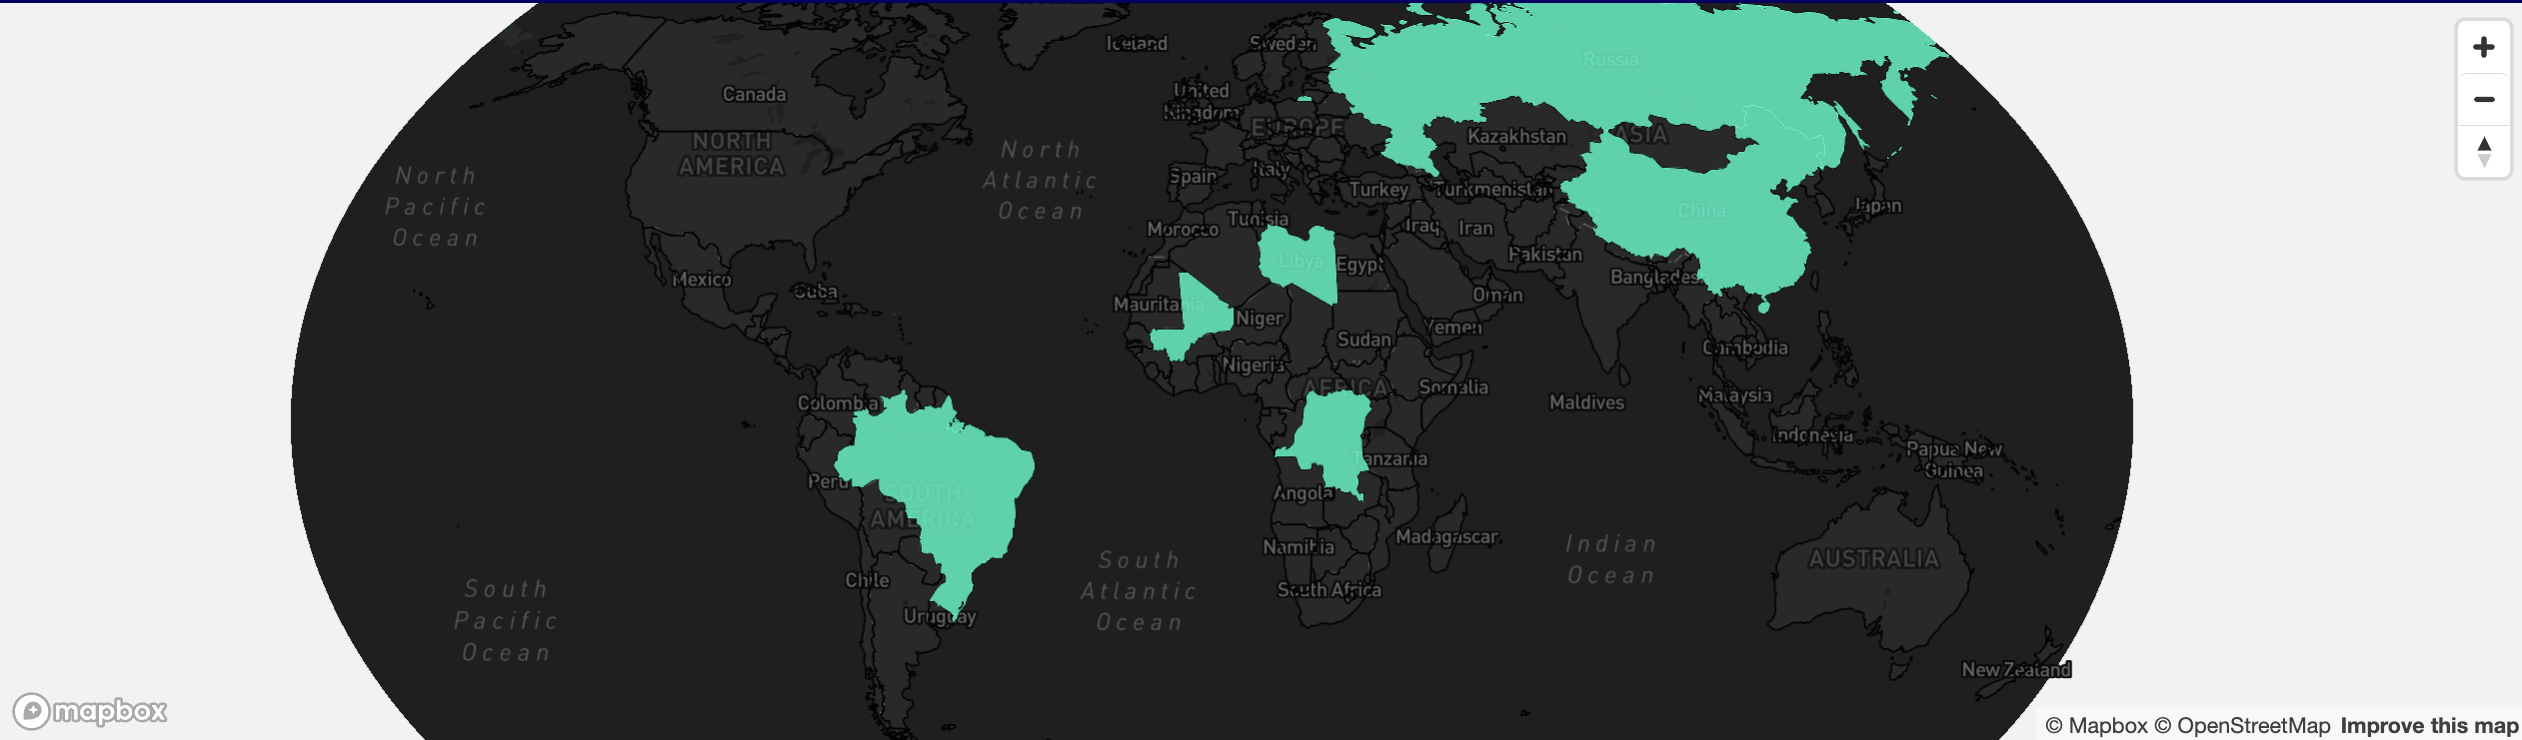 Iceland
Sweden
Russia
Canada
United
Kingdom
EUROPE
Kazakhstan
ASIA
NORTH
AMERICA
North
Atlantic
Ocean
North
Pacific
Ocean
Spain
Italy
Turkey
Turkmenistan
China
Japan
Morocco
Tunisia
Iraq
Iran
Pakistan
Libya
Egypt
Bangladesh
Mexico
Cuba
Mauritania
Oman
Niger
Yemen
Sudan
Cambodia
Nigeria
AFRICA
Somalia
Maldives
Malaysia
Colombia
Indonesia
Papua New
Guinea
Tanzania
Peru
SOUTH
AMERICA
Angola
Madagascar
Namibia
Indian
Ocean
AUSTRALIA
South
Atlantic
Ocean
Chile
South Africa
South
Pacific
Ocean
Uruguay
New Zealand
mapbox
© Mapbox © OpenStreetMap Improve this map